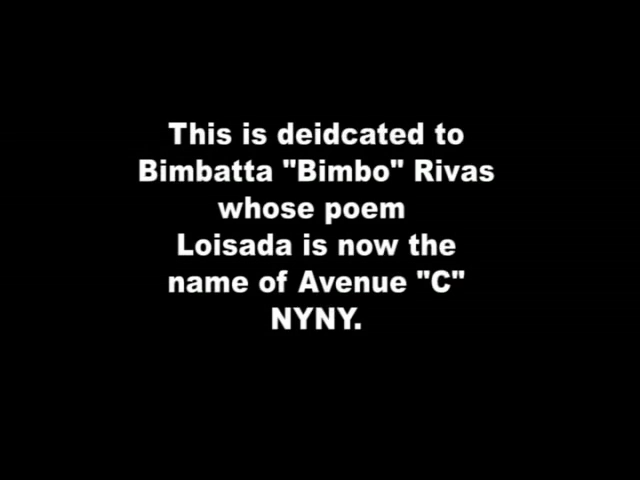 This is deidcated to
Bimbatta "Bimbo" Rivas
whose poem
Loisada is now the
name of Avenue "C"
NYNY.